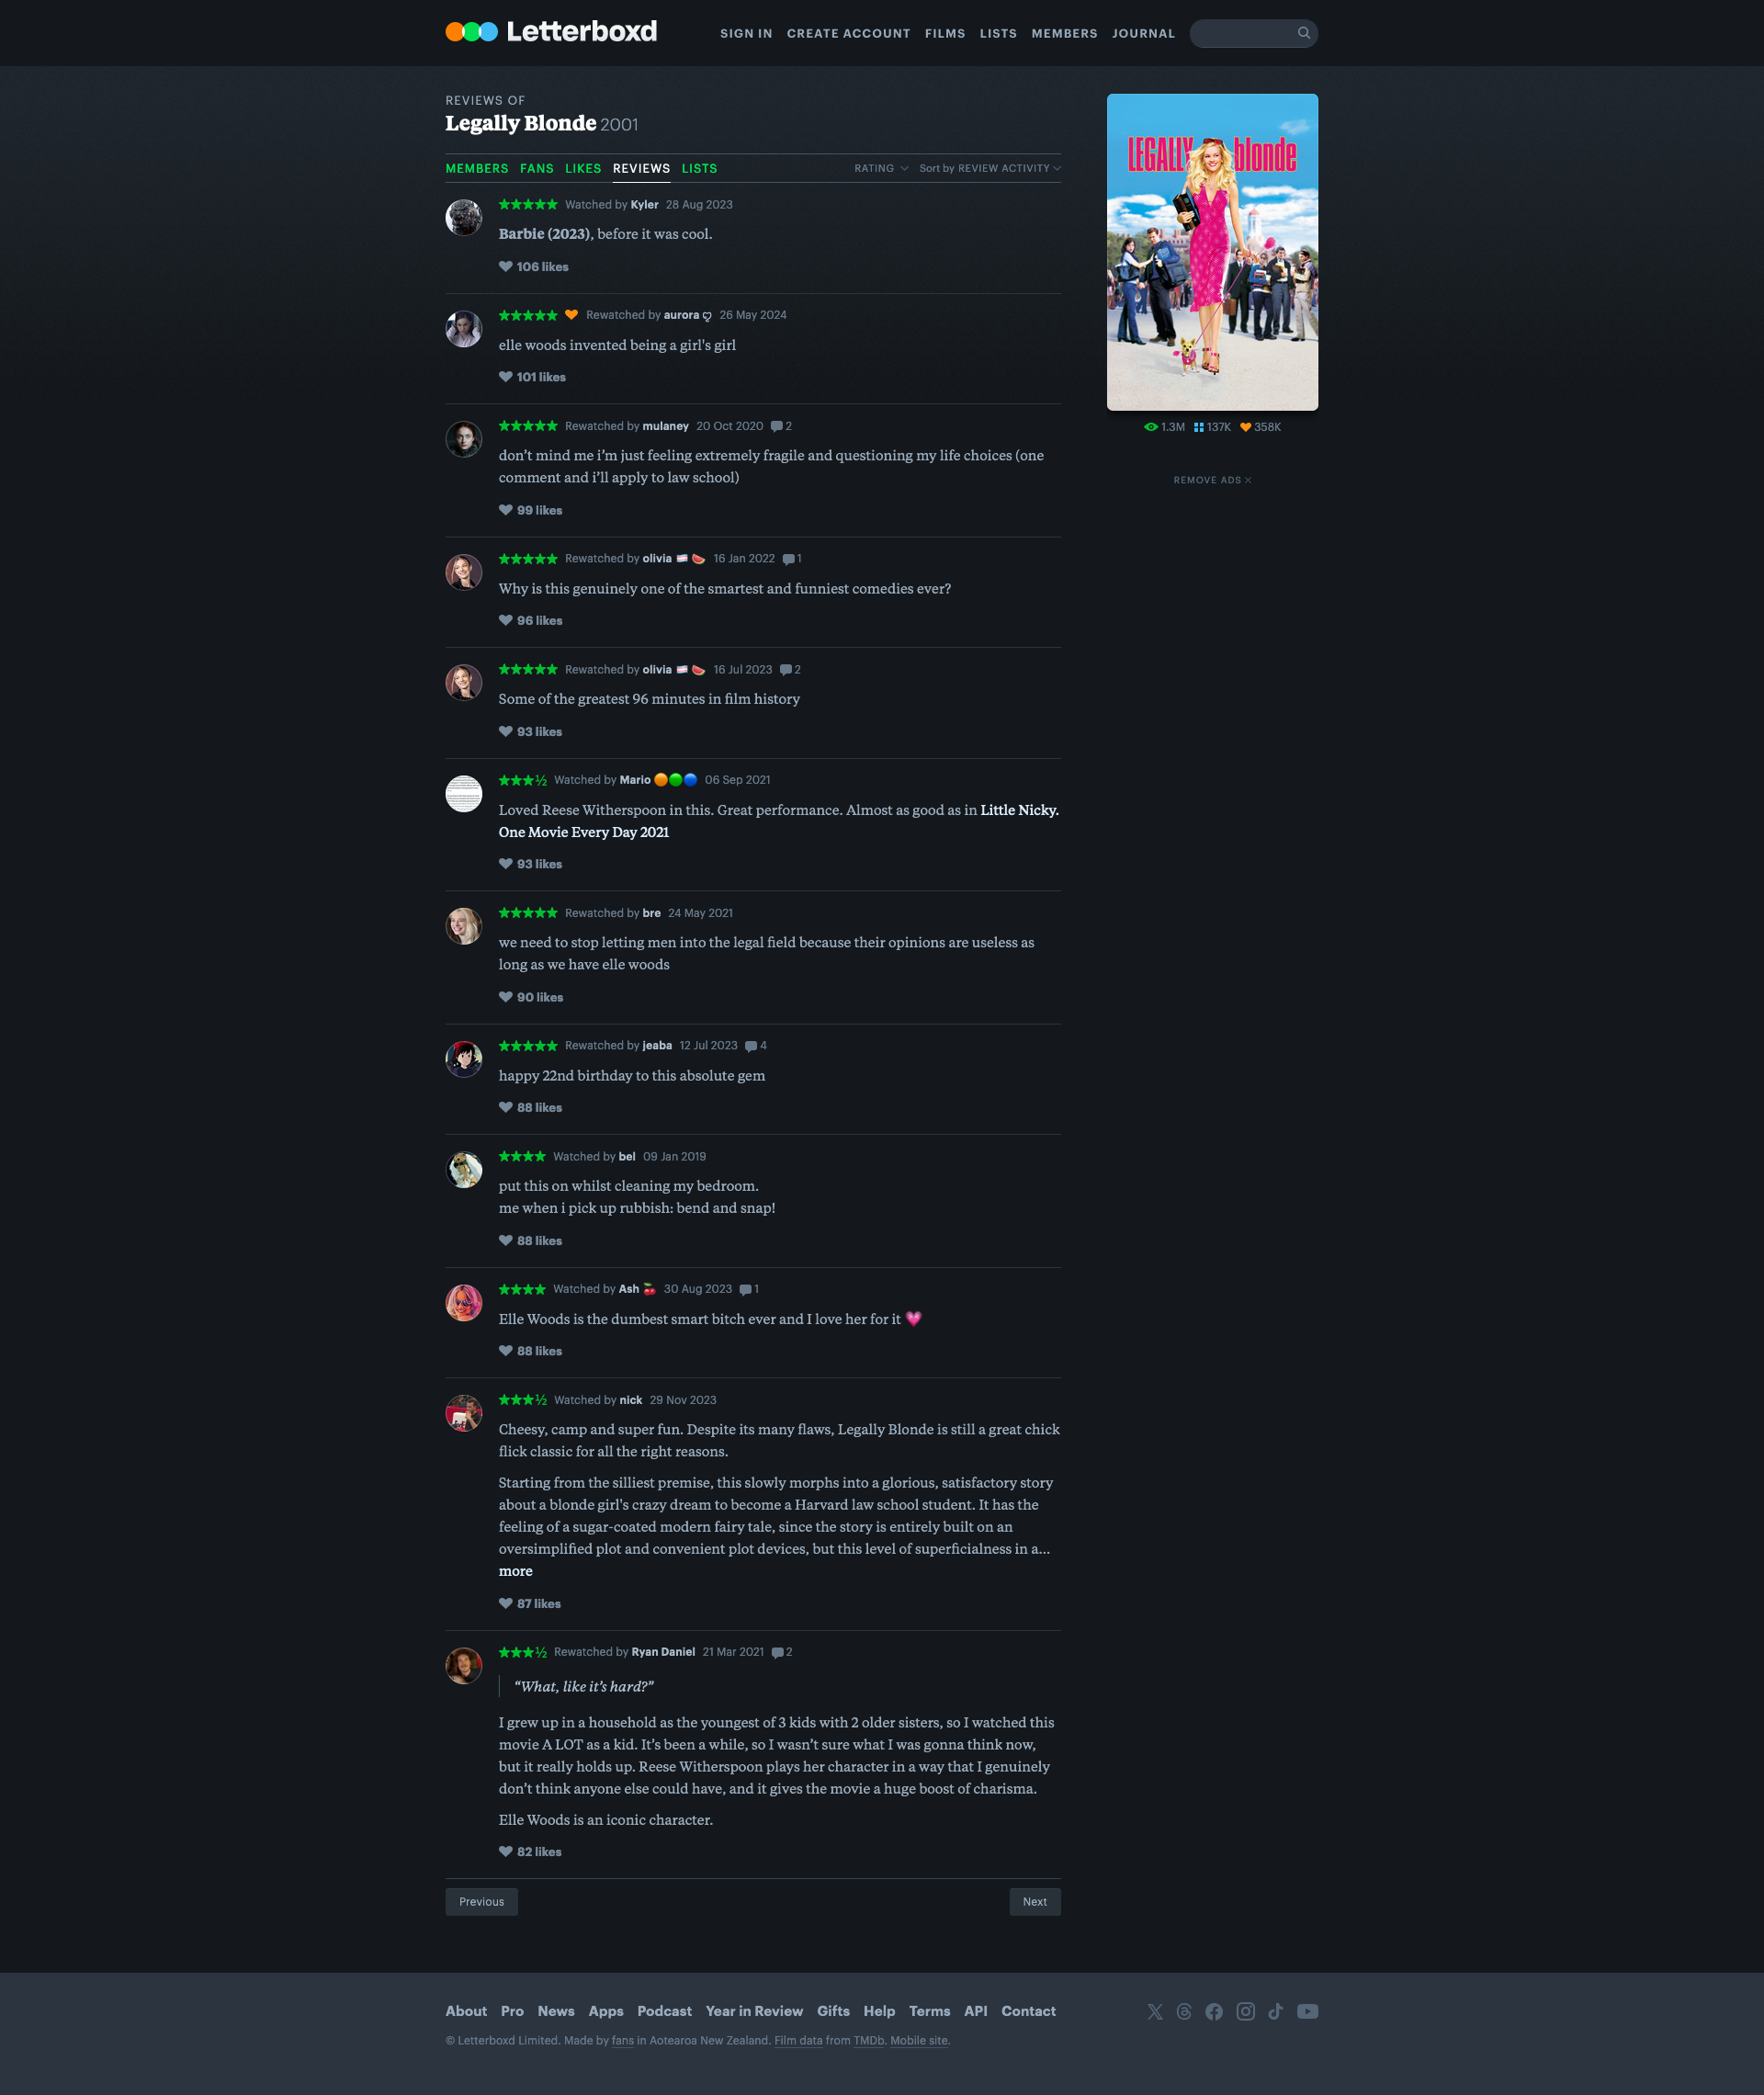 Letterboxd
SIGN IN CREATE ACCOUNT FILMS LISTS MEMBERS JOURNAL
REVIEWS OF
Legally Blonde 2001
MEMBERS FANS LIKES REVIEWS LISTS
RATING Sort by REVIEW ACTIVITY
LEGALLY blonde
1.3M 137K 358K
REMOVE ADS
Watched by Kyler 28 Aug 2023
Barbie (2023), before it was cool.
106 likes
Rewatched by aurora ღ 26 May 2024
elle woods invented being a girl's girl
101 likes
Rewatched by mulaney 20 Oct 2020 2
don’t mind me i’m just feeling extremely fragile and questioning my life choices (one
comment and i’ll apply to law school)
99 likes
Rewatched by olivia 16 Jan 2022 1
Why is this genuinely one of the smartest and funniest comedies ever?
96 likes
Rewatched by olivia 16 Jul 2023 2
Some of the greatest 96 minutes in film history
93 likes
★★★½ Watched by Mario 🟠🟢🔵 06 Sep 2021
Loved Reese Witherspoon in this. Great performance. Almost as good as in Little Nicky.
One Movie Every Day 2021
93 likes
Rewatched by bre 24 May 2021
we need to stop letting men into the legal field because their opinions are useless as
long as we have elle woods
90 likes
Rewatched by jeaba 12 Jul 2023 4
happy 22nd birthday to this absolute gem
88 likes
Watched by bel 09 Jan 2019
put this on whilst cleaning my bedroom.
me when i pick up rubbish: bend and snap!
88 likes
Watched by Ash 🍒 30 Aug 2023 1
Elle Woods is the dumbest smart bitch ever and I love her for it 💗
88 likes
★★★½ Watched by nick 29 Nov 2023
Cheesy, camp and super fun. Despite its many flaws, Legally Blonde is still a great chick
flick classic for all the right reasons.
Starting from the silliest premise, this slowly morphs into a glorious, satisfactory story
about a blonde girl's crazy dream to become a Harvard law school student. It has the
feeling of a sugar-coated modern fairy tale, since the story is entirely built on an
oversimplified plot and convenient plot devices, but this level of superficialness in a…
more
87 likes
★★★½ Rewatched by Ryan Daniel 21 Mar 2021 2
“What, like it’s hard?”
I grew up in a household as the youngest of 3 kids with 2 older sisters, so I watched this
movie A LOT as a kid. It’s been a while, so I wasn’t sure what I was gonna think now,
but it really holds up. Reese Witherspoon plays her character in a way that I genuinely
don’t think anyone else could have, and it gives the movie a huge boost of charisma.
Elle Woods is an iconic character.
82 likes
Previous Next
About Pro News Apps Podcast Year in Review Gifts Help Terms API Contact
© Letterboxd Limited. Made by fans in Aotearoa New Zealand. Film data from TMDb. Mobile site.